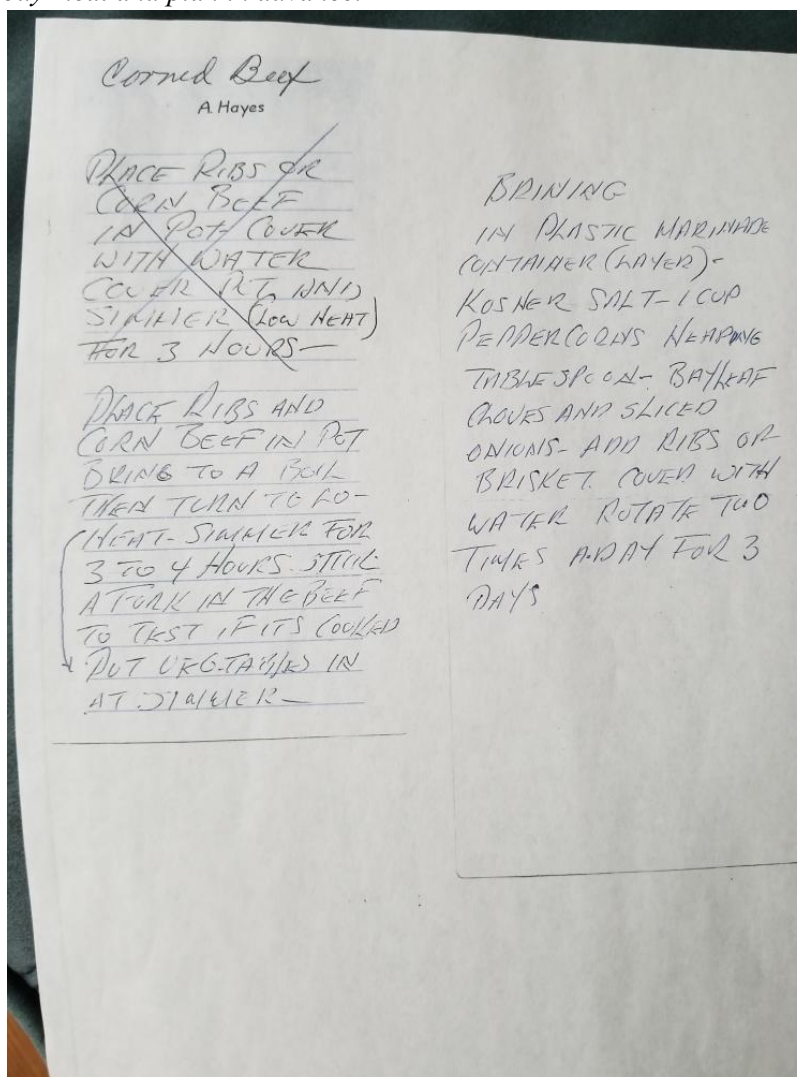 Corned Beef
A. Hayes
PLACE RIBS OR
CORN BEEF
IN POT COVER
WITH WATER
COVER PIT, AND
SIMMER (LOW HEAT)
FOR 3 HOURS—
PLACE RIBS AND
CORN BEEF IN POT
BRING TO A BOIL
THEN TURN TO LO-
HEAT- SIMMER FOR
3 TO 4 HOURS. STICK
A FORK IN THE BEEF
TO TEST IF ITS COOKED
PUT VEG.TABLES IN
AT SIMMER—
BRINING
IN PLASTIC MARINADE
CONTAINER (LAYER)-
KOSHER SALT- 1 CUP
PEPPERCORNS HEAPING
TABLESPOON- BAYLEAF
CLOVES AND SLICED
ONIONS- ADD RIBS OR
BRISKET. COVER WITH
WATER ROTATE TWO
TIMES A.DAY FOR 3
DAYS